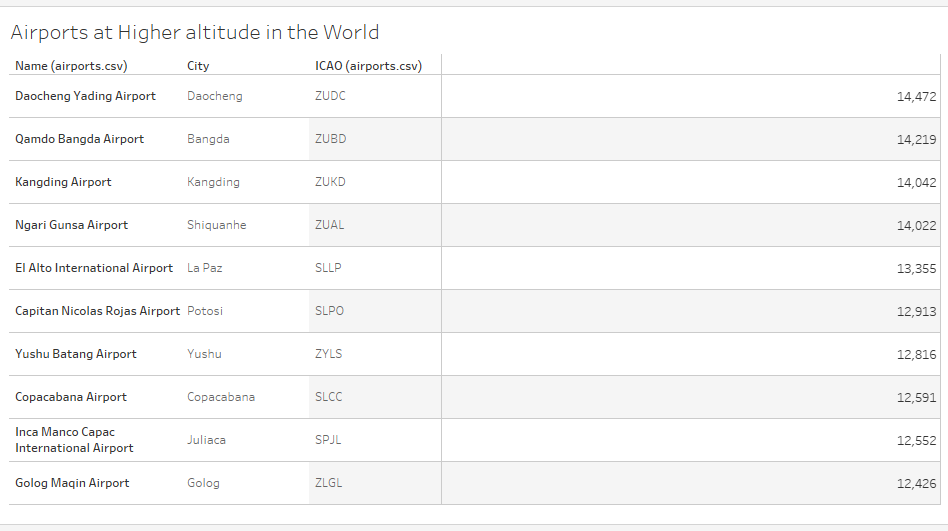 Airports at Higher altitude in the World
Name (airports.csv) City ICAO (airports.csv)
Daocheng Yading Airport Daocheng ZUDC 14,472
Qamdo Bangda Airport Bangda ZUBD 14,219
Kangding Airport Kangding ZUKD 14,042
Ngari Gunsa Airport Shiquanhe ZUAL 14,022
El Alto International Airport La Paz SLLP 13,355
Capitan Nicolas Rojas Airport Potosi SLPO 12,913
Yushu Batang Airport Yushu ZYLS 12,816
Copacabana Airport Copacabana SLCC 12,591
Inca Manco Capac
International Airport Juliaca SPJL 12,552
Golog Maqin Airport Golog ZLGL 12,426